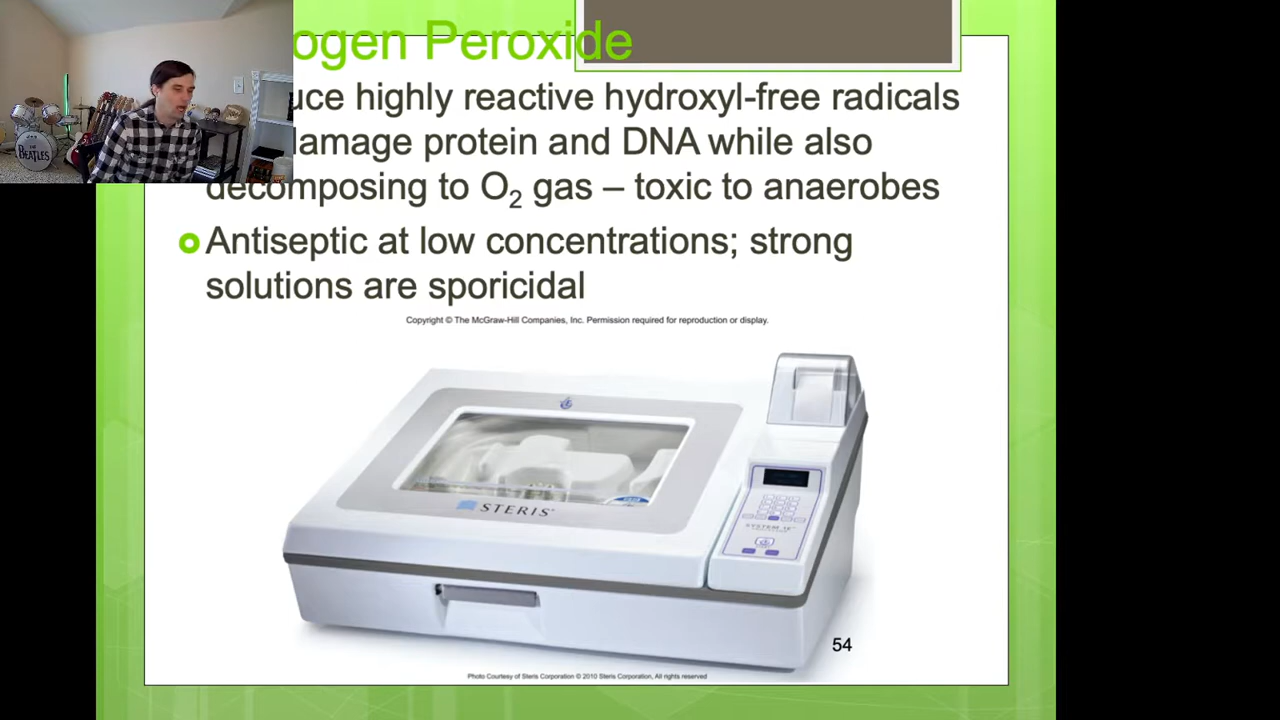 ogen Peroxide
uce highly reactive hydroxyl-free radicals
amage protein and DNA while also
decomposing to O₂ gas – toxic to anaerobes
Antiseptic at low concentrations; strong
solutions are sporicidal
Copyright © The McGraw-Hill Companies, Inc. Permission required for reproduction or display.
THE
BEATLES
STERIS
54
Photo Courtesy of Steris Corporation © 2010 Steris Corporation, All rights reserved